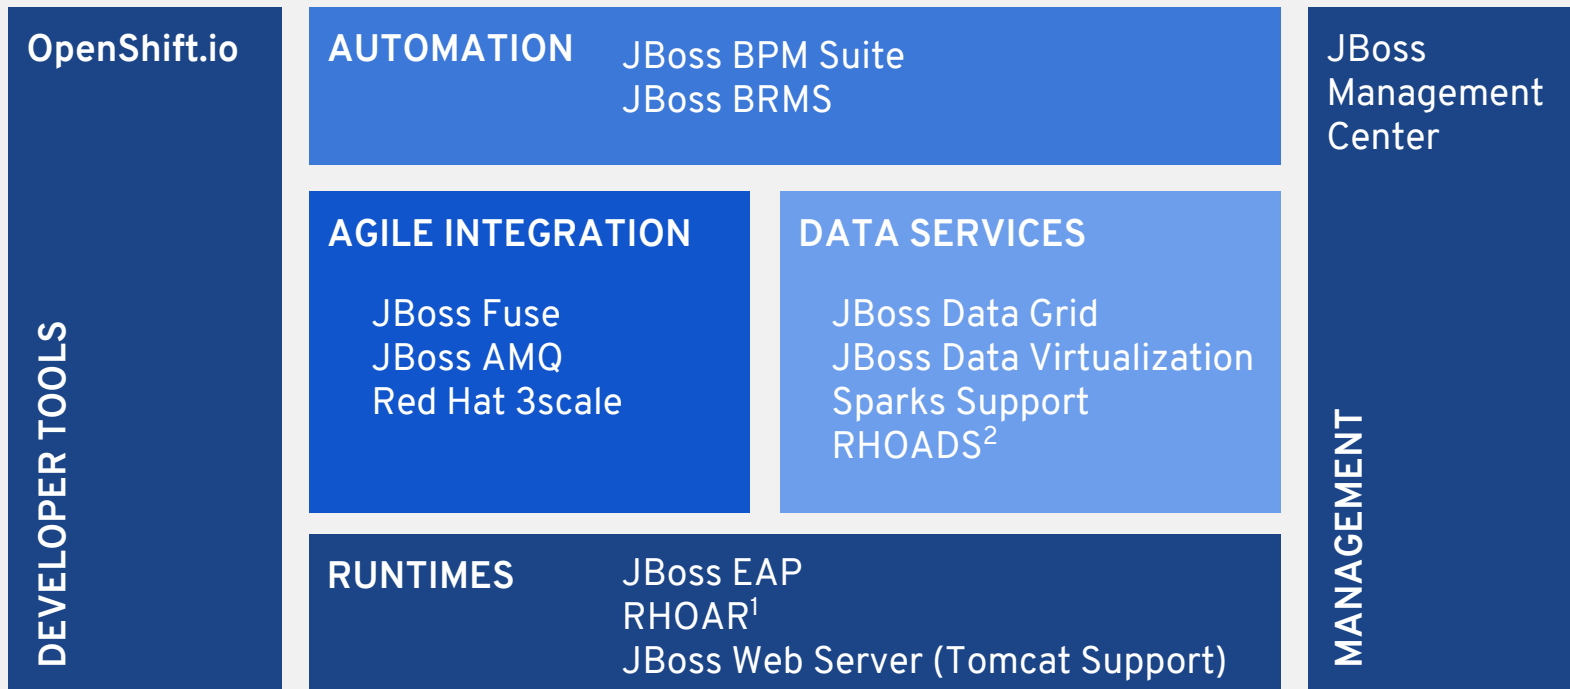 OpenShift.io
DEVELOPER TOOLS
AUTOMATION
JBoss BPM Suite
JBoss BRMS
AGILE INTEGRATION
JBoss Fuse
JBoss AMQ
Red Hat 3scale
DATA SERVICES
JBoss Data Grid
JBoss Data Virtualization
Sparks Support
RHOADS²
RUNTIMES
JBoss EAP
RHOAR¹
JBoss Web Server (Tomcat Support)
JBoss
Management
Center
MANAGEMENT